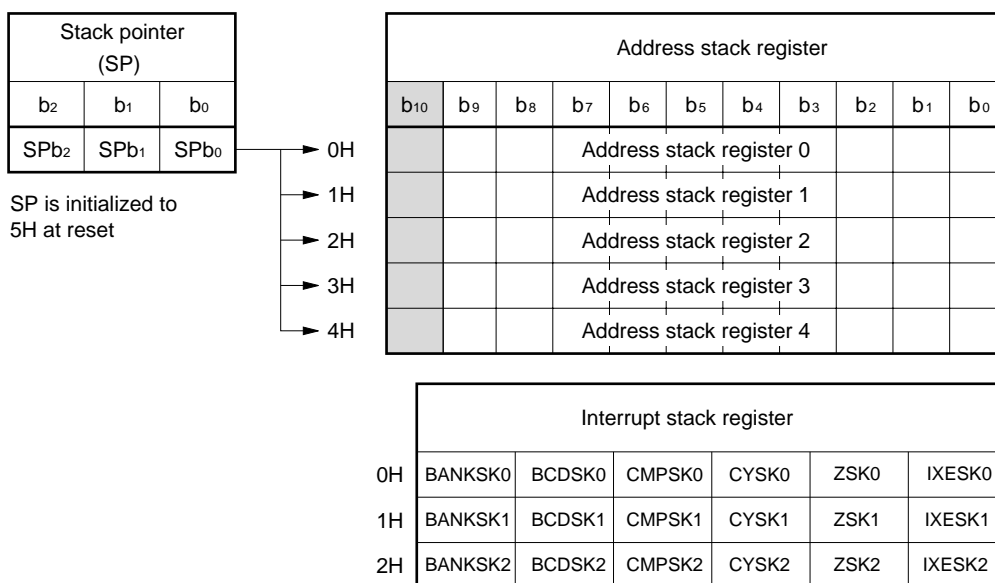 Stack pointer
(SP)
b2 b1 b0
SPb2 SPb1 SPb0
SP is initialized to
5H at reset
Address stack register
b10 b9 b8 b7 b6 b5 b4 b3 b2 b1 b0
0H Address stack register 0
1H Address stack register 1
2H Address stack register 2
3H Address stack register 3
4H Address stack register 4
Interrupt stack register
0H BANKSK0 BCDSK0 CMPSK0 CYSK0 ZSK0 IXESK0
1H BANKSK1 BCDSK1 CMPSK1 CYSK1 ZSK1 IXESK1
2H BANKSK2 BCDSK2 CMPSK2 CYSK2 ZSK2 IXESK2